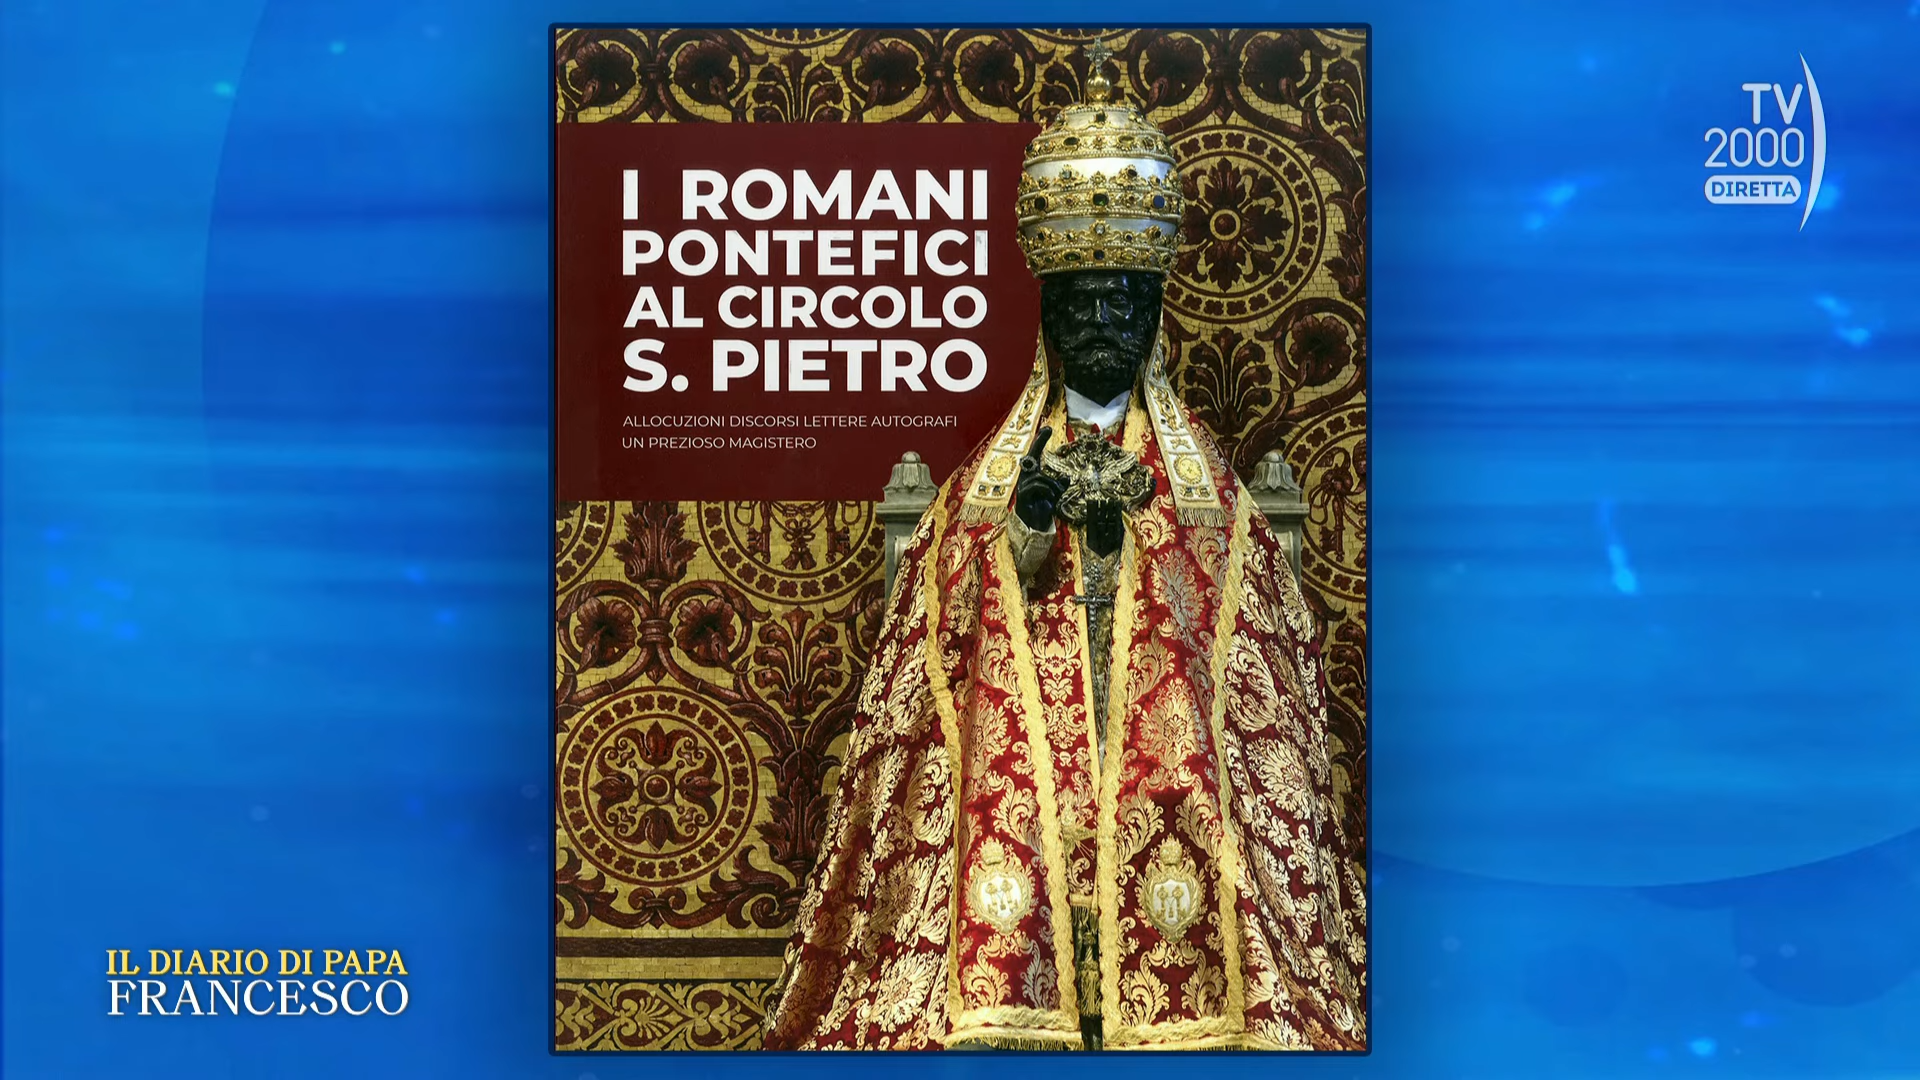 I ROMANI
PONTEFICI
AL CIRCOLO
S. PIETRO
ALLOCUZIONI DISCORSI LETTERE AUTOGRAFI
UN PREZIOSO MAGISTERO
TV
2000
DIRETTA
IL DIARIO DI PAPA
FRANCESCO